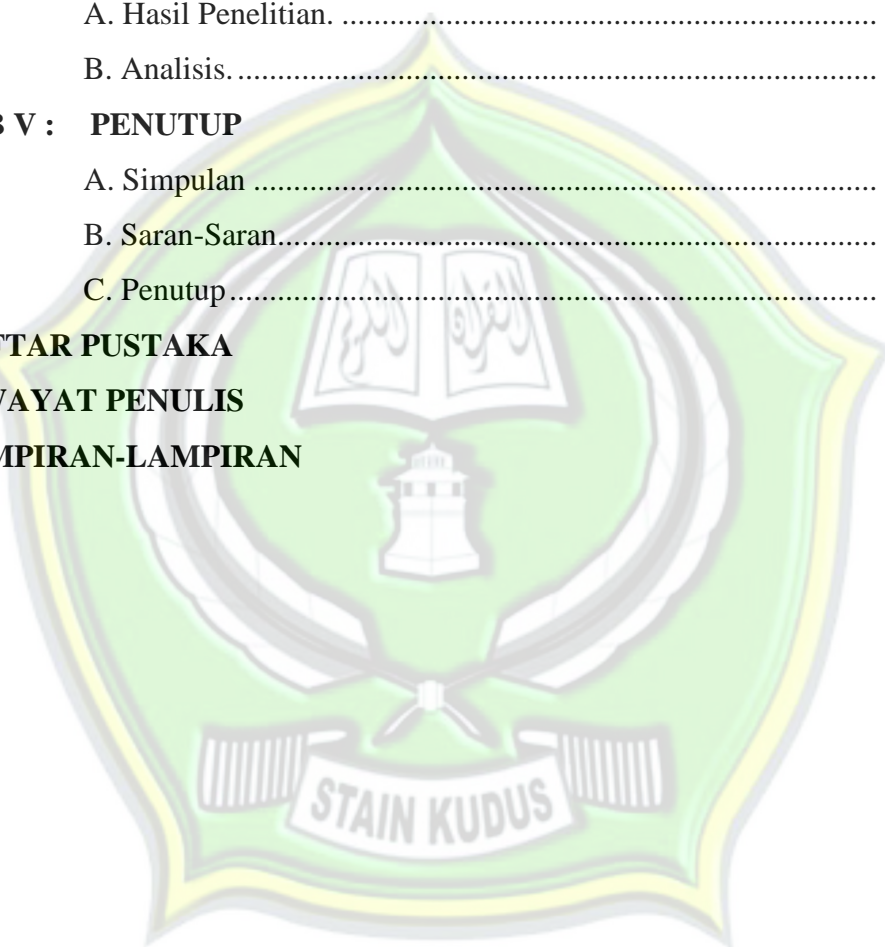 A. Hasil Penelitian. ....................................................................
B. Analisis. ................................................................................
B V : PENUTUP
A. Simpulan ..............................................................................
B. Saran-Saran...........................................................................
C. Penutup .................................................................................
TAR PUSTAKA
AYAT PENULIS
MPIRAN-LAMPIRAN
STAIN KUDUS